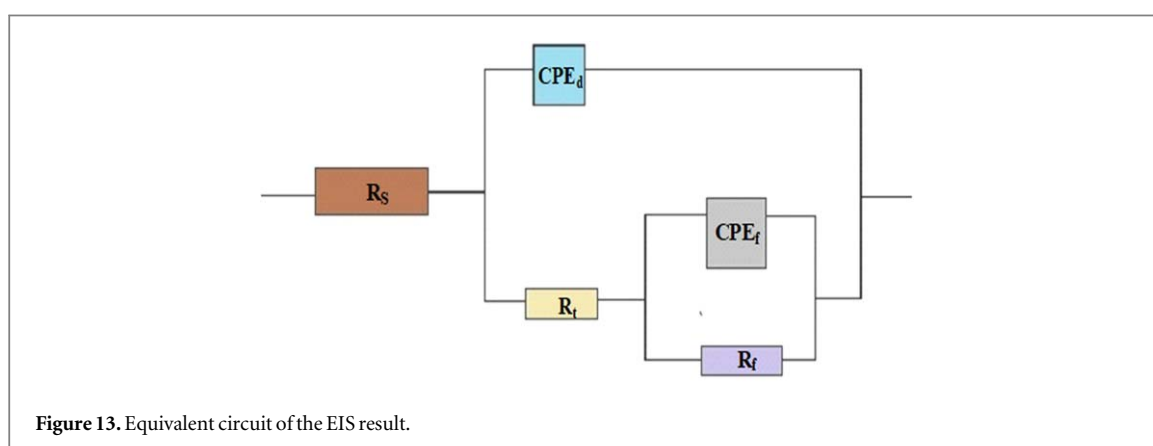 CPEd
RS
CPEf
Rt
Rf
Figure 13. Equivalent circuit of the EIS result.